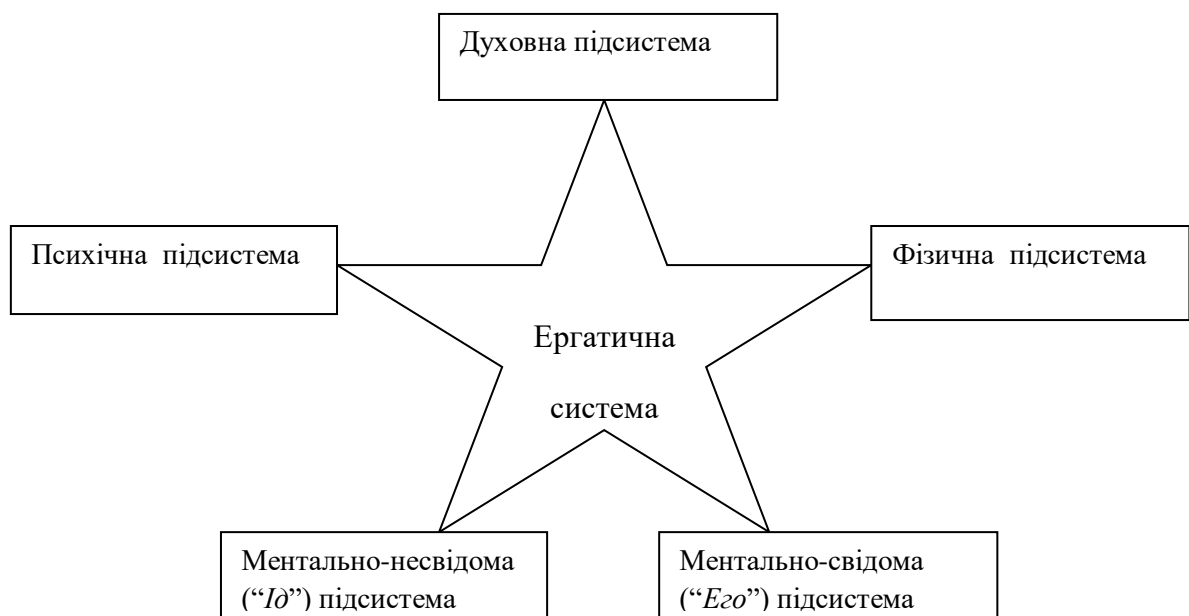 Духовна підсистема
Психічна підсистема
Фізична підсистема
Ергатична
система
Ментально-несвідома
(“Ід”) підсистема
Ментально-свідома
(“Его”) підсистема